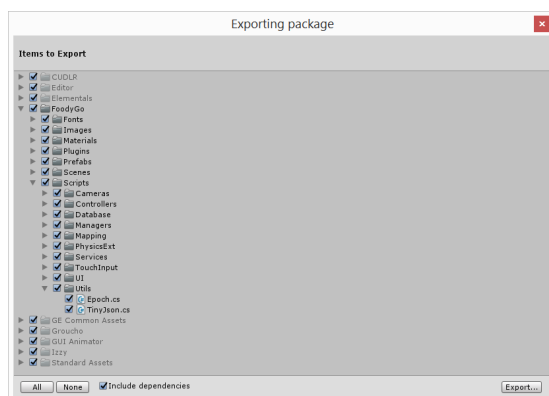 Exporting package
Items to Export
CUDLR
Editor
Elementals
FoodyGo
Fonts
Images
Materials
Plugins
Prefabs
Scenes
Scripts
Cameras
Controllers
Database
Managers
Mapping
PhysicsExt
Services
TouchInput
UI
Utils
Epoch.cs
TinyJson.cs
GE Common Assets
Groucho
GUI Animator
Izzy
Standard Assets
All None Include dependencies Export...